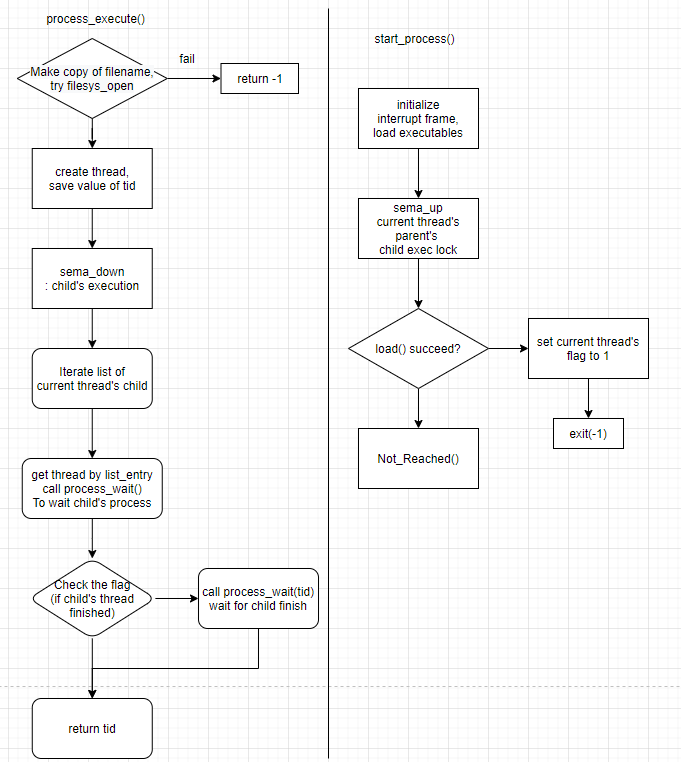 process_execute()
fail
Make copy of filename,
try filesys_open
return -1
create thread,
save value of tid
sema_down
: child's execution
Iterate list of
current thread's child
get thread by list_entry
call process_wait()
To wait child's process
Check the flag
(if child's thread
finished)
call process_wait(tid)
wait for child finish
return tid
start_process()
initialize
interrupt frame,
load executables
sema_up
current thread's
parent's
child exec lock
load() succeed?
set current thread's
flag to 1
exit(-1)
Not_Reached()